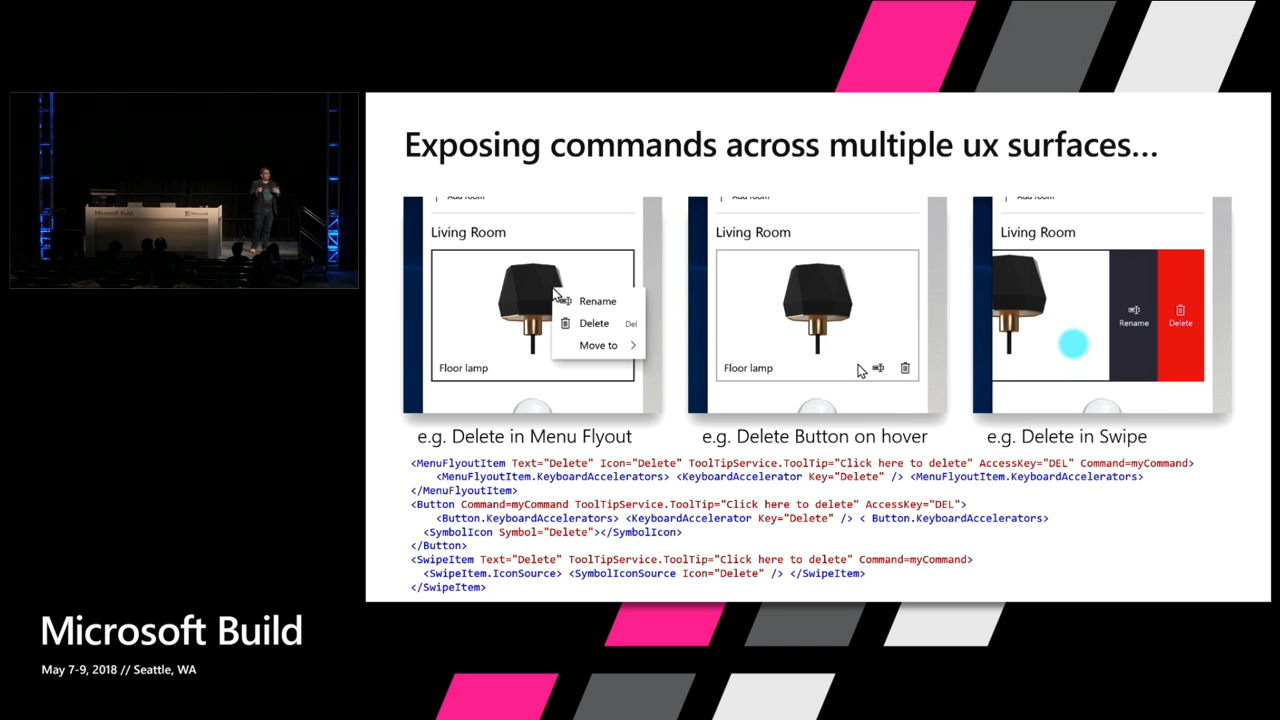 Microsoft Build
Microsoft
Exposing commands across multiple ux surfaces...
Add room
Living Room
Rename
Delete Del
Move to
Floor lamp
e.g. Delete in Menu Flyout
Add room
Living Room
Floor lamp
e.g. Delete Button on hover
Living Room
Rename
Delete
e.g. Delete in Swipe
<MenuFlyoutItem Text="Delete" Icon="Delete" ToolTipService.ToolTip="Click here to delete" AccessKey="DEL" Command=myCommand>
<MenuFlyoutItem.KeyboardAccelerators> <KeyboardAccelerator Key="Delete" /> <MenuFlyoutItem.KeyboardAccelerators>
</MenuFlyoutItem>
<Button Command=myCommand ToolTipService.ToolTip="Click here to delete" AccessKey="DEL">
<Button.KeyboardAccelerators> <KeyboardAccelerator Key="Delete" /> < Button.KeyboardAccelerators>
<SymbolIcon Symbol="Delete"></SymbolIcon>
</Button>
<SwipeItem Text="Delete" ToolTipService.ToolTip="Click here to delete" Command=myCommand>
<SwipeItem.IconSource> <SymbolIconSource Icon="Delete" /> </SwipeItem>
</SwipeItem>
Microsoft Build
May 7-9, 2018 // Seattle, WA